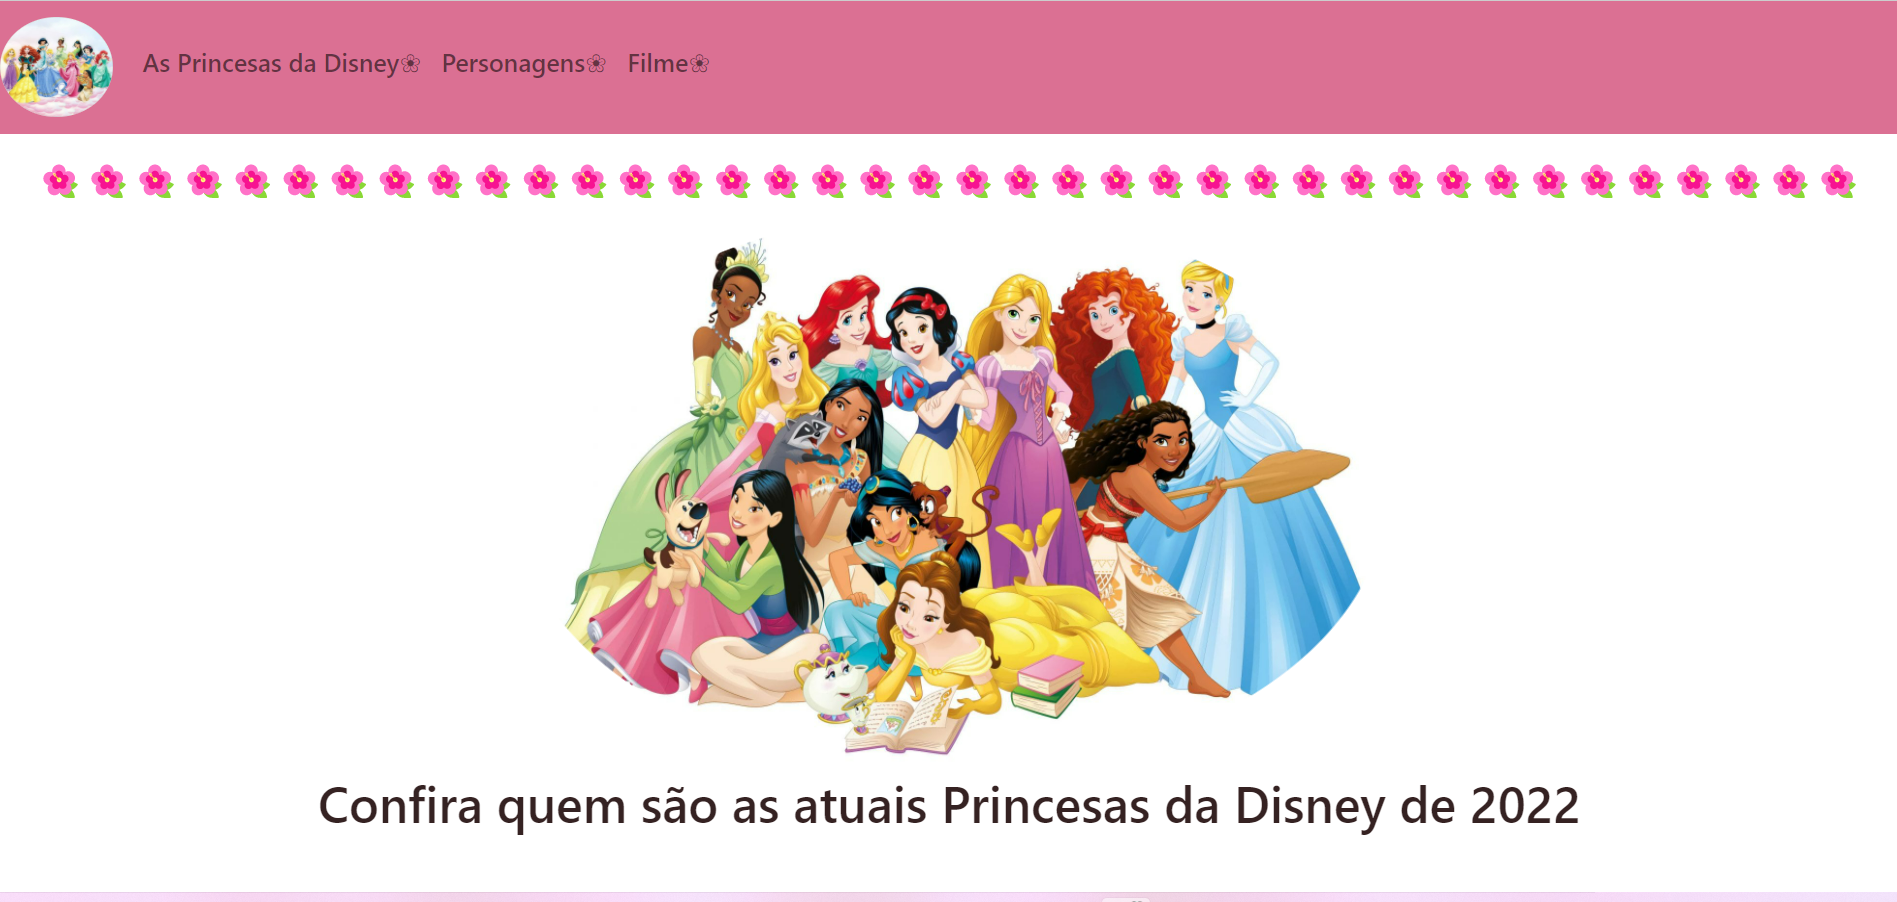 As Princesas da Disney❀ Personagens❀ Filme❀
Confira quem são as atuais Princesas da Disney de 2022